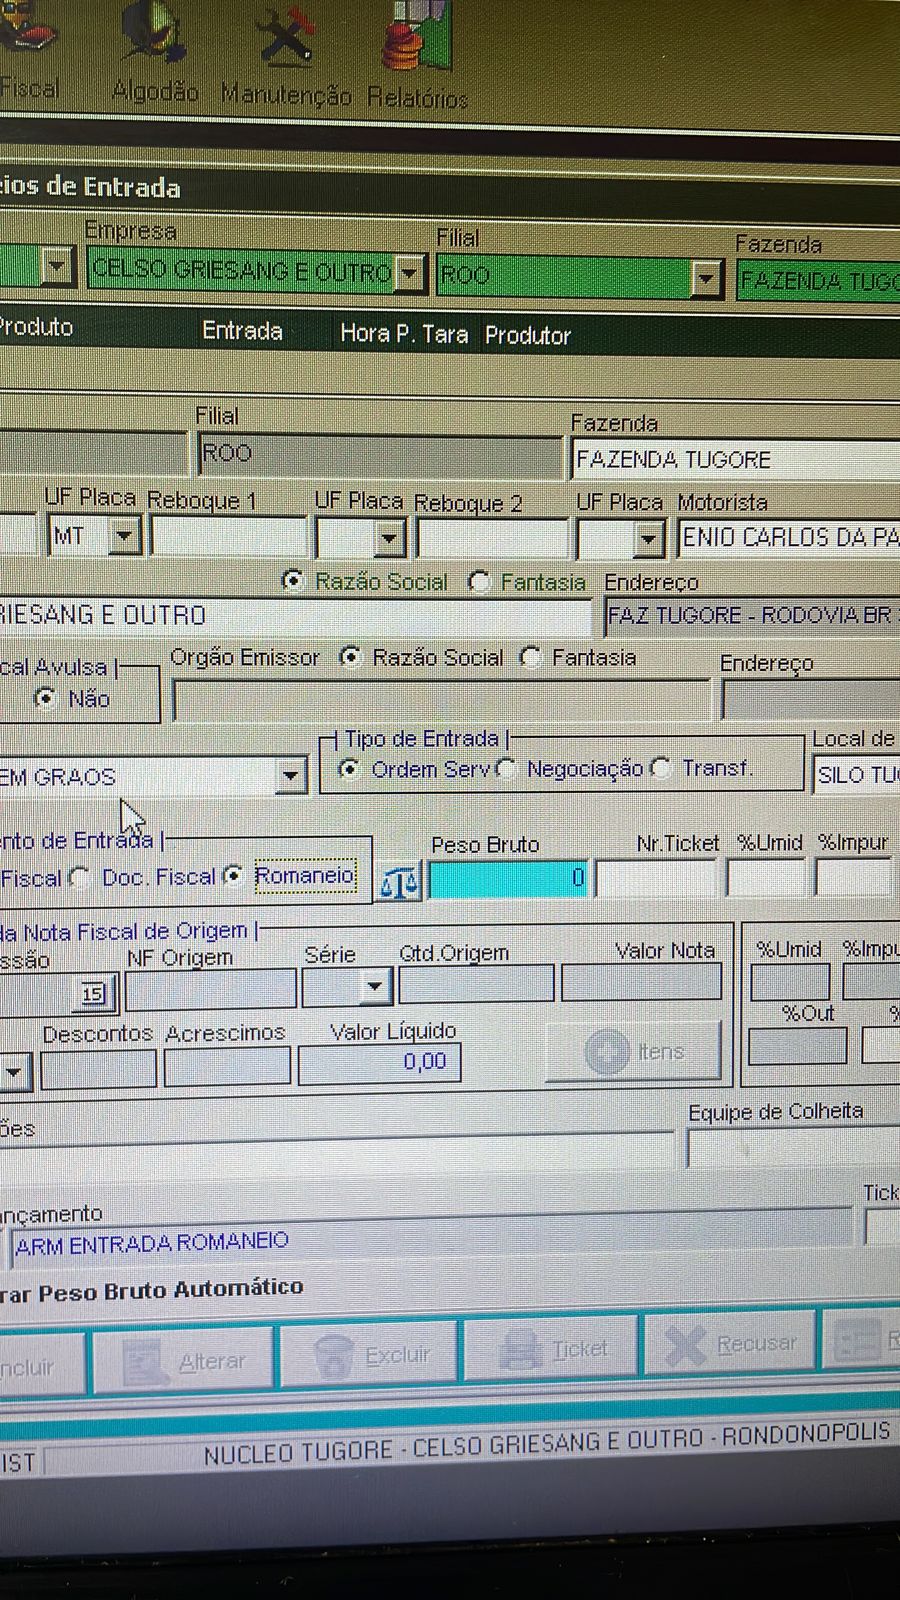 Fiscal Algodão Manutenção Relatórios
ios de Entrada
Empresa Filial Fazenda
CELSO GRIESANG E OUTRO ROO FAZENDA TUGO
Produto Entrada Hora P. Tara Produtor
Filial Fazenda
ROO FAZENDA TUGORE
UF Placa Reboque 1 UF Placa Reboque 2 UF Placa Motorista
MT ENIO CARLOS DA PA
Razão Social Fantasia Endereço
RIESANG E OUTRO FAZ TUGORE - RODOVIA BR
cal Avulsa Orgão Emissor Razão Social Fantasia Endereço
Não
Tipo de Entrada Local de
EM GRAOS Ordem Serv Negociação Transf. SILO TU
nto de Entrada Peso Bruto Nr.Ticket %Umid %Impur
Fiscal Doc. Fiscal Romaneio 0
da Nota Fiscal de Origem
ssão NF Origem Série Qtd.Origem Valor Nota %Umid %Impu
15
%Out %
Descontos Acrescimos Valor Líquido
0,00 Itens
ões Equipe de Colheita
ançamento Tick
ARM ENTRADA ROMANEIO
rar Peso Bruto Automático
ncluir Alterar Excluir Ticket Recusar R
IST NUCLEO TUGORE - CELSO GRIESANG E OUTRO - RONDONOPOLIS